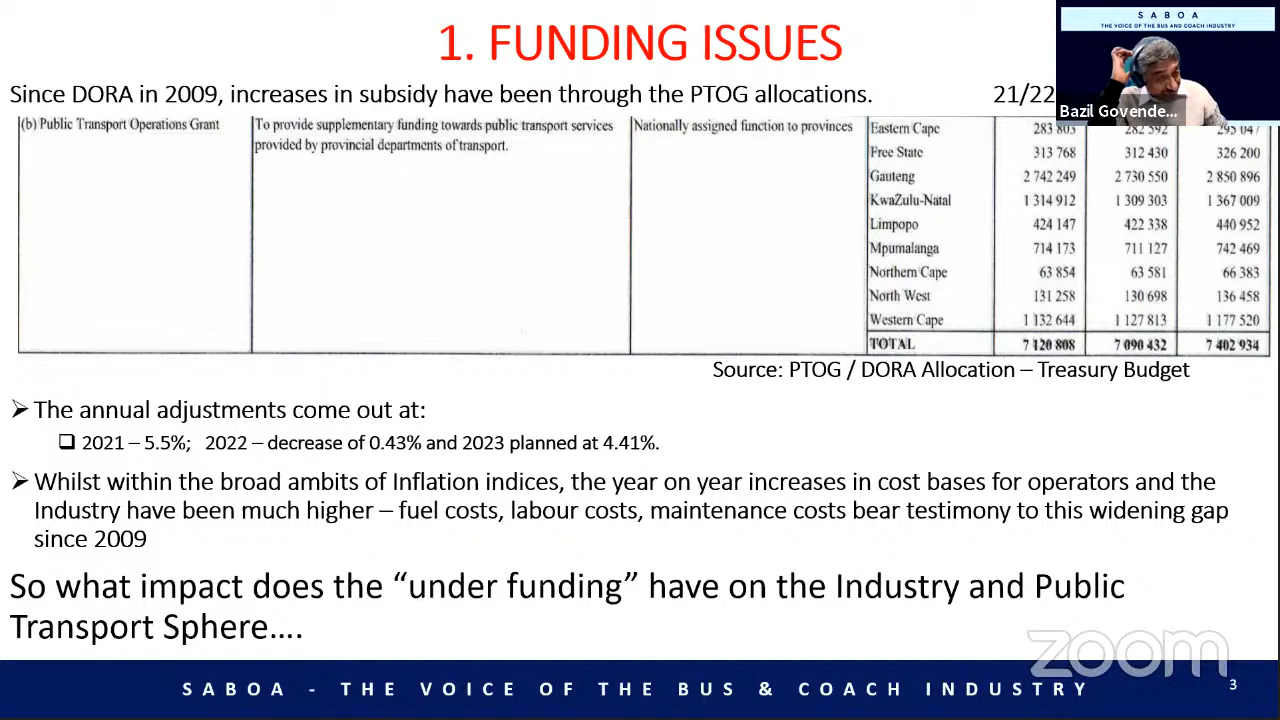 1. FUNDING ISSUES
SABOA
THE VOICE OF THE BUS AND COACH INDUSTRY
Bazil Govende...
Since DORA in 2009, increases in subsidy have been through the PTOG allocations. 21/22
(b) Public Transport Operations Grant To provide supplementary funding towards public transport services Nationally assigned function to provinces Eastern Cape 283 803 282 592 295 047
provided by provincial departments of transport.
Free State 313 768 312 430 326 200
Gauteng 2 742 249 2 730 550 2 850 896
KwaZulu-Natal 1 314 912 1 309 303 1 367 009
Limpopo 424 147 422 338 440 952
Mpumalanga 714 173 711 127 742 469
Northern Cape 63 854 63 581 66 383
North West 131 258 130 698 136 458
Western Cape 1 132 644 1 127 813 1 177 520
TOTAL 7 120 808 7 090 432 7 402 934
Source: PTOG / DORA Allocation – Treasury Budget
The annual adjustments come out at:
2021 – 5.5%; 2022 – decrease of 0.43% and 2023 planned at 4.41%.
Whilst within the broad ambits of Inflation indices, the year on year increases in cost bases for operators and the
Industry have been much higher – fuel costs, labour costs, maintenance costs bear testimony to this widening gap
since 2009
So what impact does the “under funding” have on the Industry and Public
Transport Sphere….
zoom
SABOA - THE VOICE OF THE BUS & COACH INDUSTRY 3